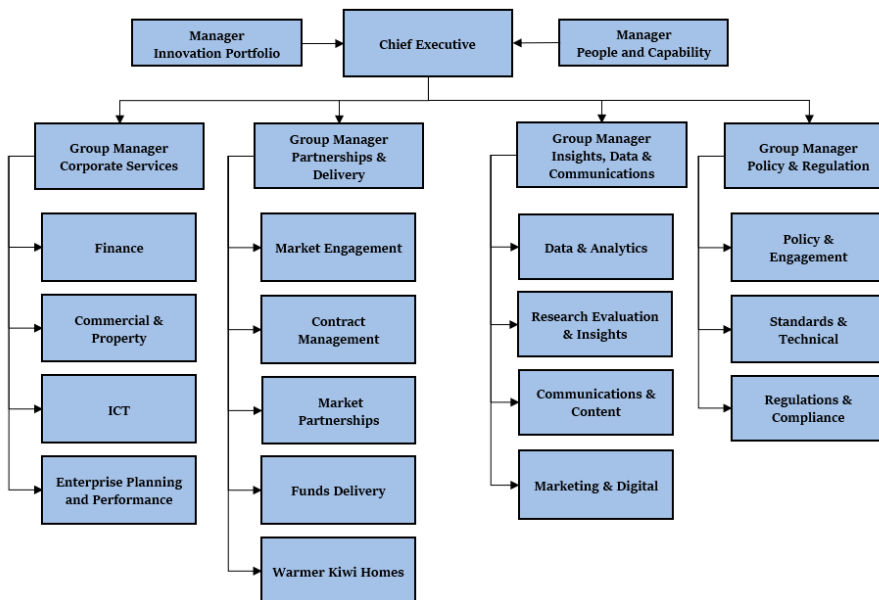 Manager
Innovation Portfolio
Chief Executive
Manager
People and Capability
Group Manager
Corporate Services
Group Manager
Partnerships &
Delivery
Group Manager
Insights, Data &
Communications
Group Manager
Policy & Regulation
Finance
Commercial &
Property
ICT
Enterprise Planning
and Performance
Market Engagement
Contract
Management
Market
Partnerships
Funds Delivery
Warmer Kiwi Homes
Data & Analytics
Research Evaluation
& Insights
Communications &
Content
Marketing & Digital
Policy &
Engagement
Standards &
Technical
Regulations &
Compliance